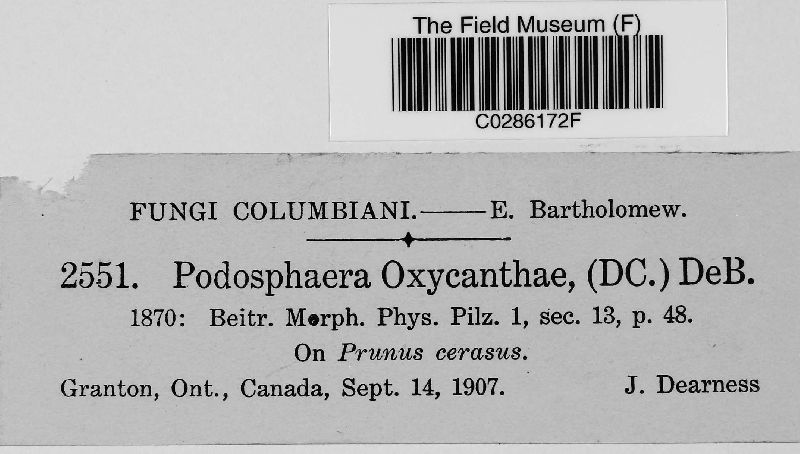 The Field Museum (F)
C0286172F
FUNGI COLUMBIANI.——E. Bartholomew.
2551. Podosphaera Oxycanthae, (DC.) DeB.
1870: Beitr. Morph. Phys. Pilz. 1, sec. 13, p. 48.
On Prunus cerasus.
Granton, Ont., Canada, Sept. 14, 1907. J. Dearness